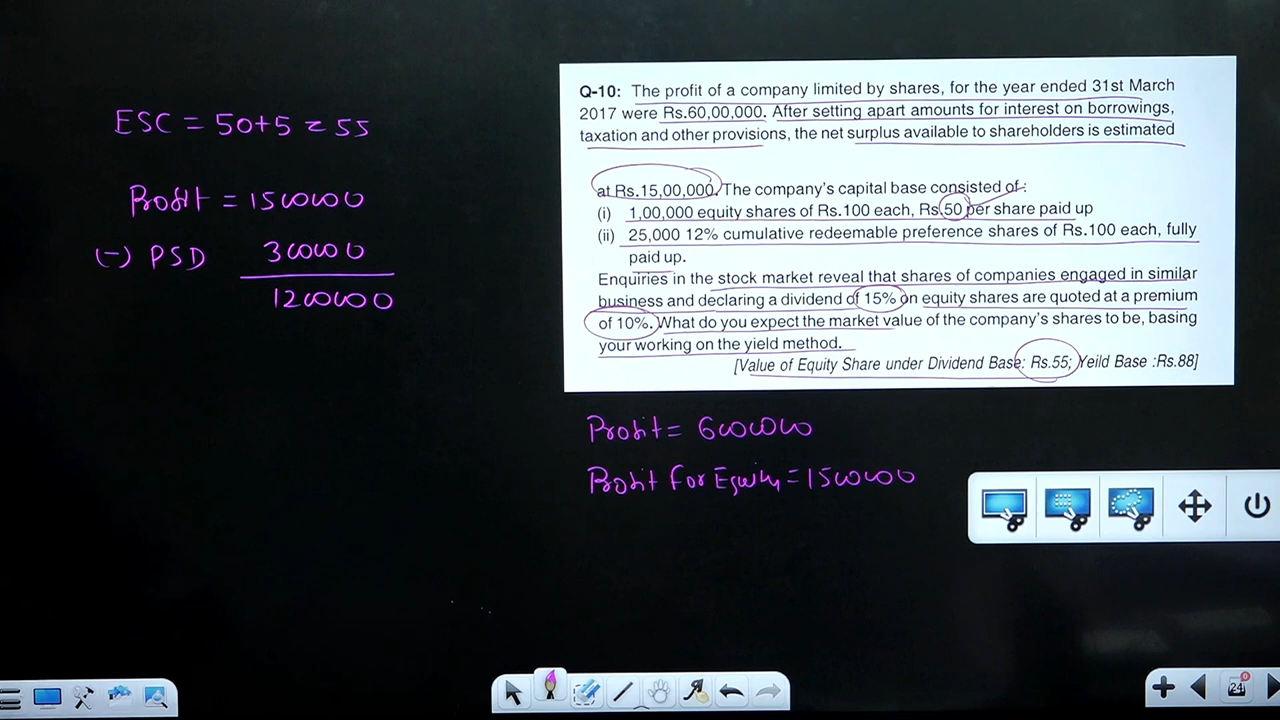 ESC = 50+5 = 55
Profit = 1500000
(-) PSD 300000
1200000
Q-10: The profit of a company limited by shares, for the year ended 31st March
2017 were Rs.60,00,000. After setting apart amounts for interest on borrowings,
taxation and other provisions, the net surplus available to shareholders is estimated
at Rs.15,00,000. The company's capital base consisted of :
(i) 1,00,000 equity shares of Rs.100 each, Rs.50 per share paid up
(ii) 25,000 12% cumulative redeemable preference shares of Rs.100 each, fully
paid up.
Enquiries in the stock market reveal that shares of companies engaged in similar
business and declaring a dividend of 15% on equity shares are quoted at a premium
of 10%. What do you expect the market value of the company's shares to be, basing
your working on the yield method.
[Value of Equity Share under Dividend Base: Rs.55; Yeild Base :Rs.88]
Profit = 6000000
Profit For Equity = 1500000
24